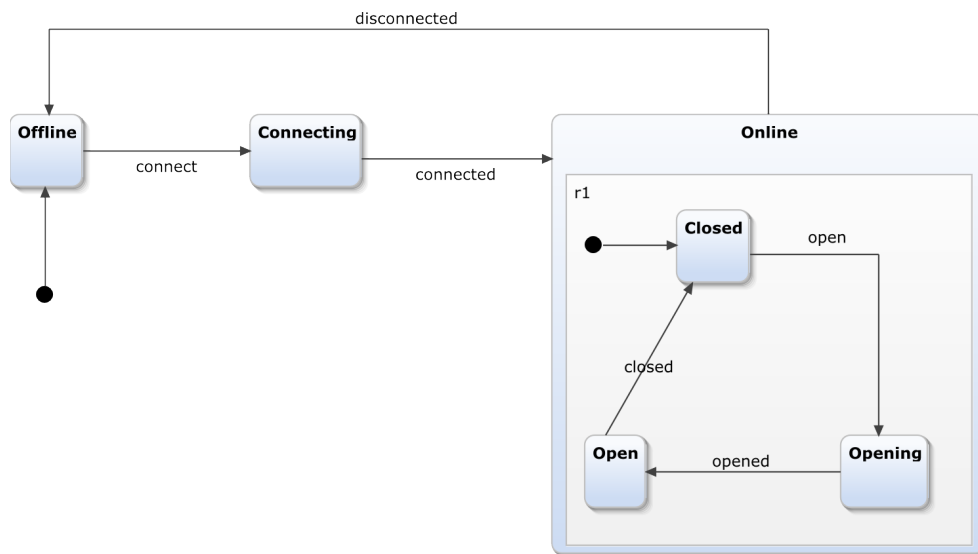 disconnected
Offline
Connecting
Online
connect
connected
r1
Closed
open
closed
Open
opened
Opening